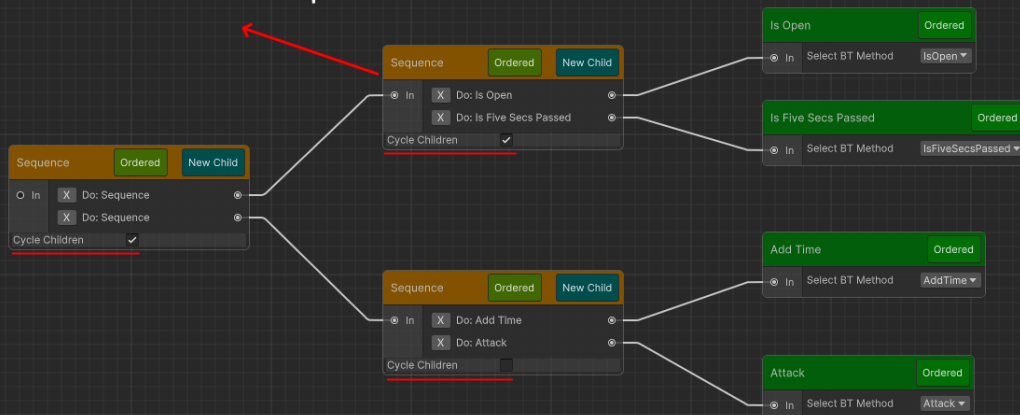 Sequence Ordered New Child
In X Do: Sequence
X Do: Sequence
Cycle Children
Sequence Ordered New Child
In X Do: Is Open
X Do: Is Five Secs Passed
Cycle Children
Is Open Ordered
In Select BT Method IsOpen
Is Five Secs Passed Ordered
In Select BT Method IsFiveSecsPassed
Sequence Ordered New Child
In X Do: Add Time
X Do: Attack
Cycle Children
Add Time Ordered
In Select BT Method AddTime
Attack Ordered
In Select BT Method Attack